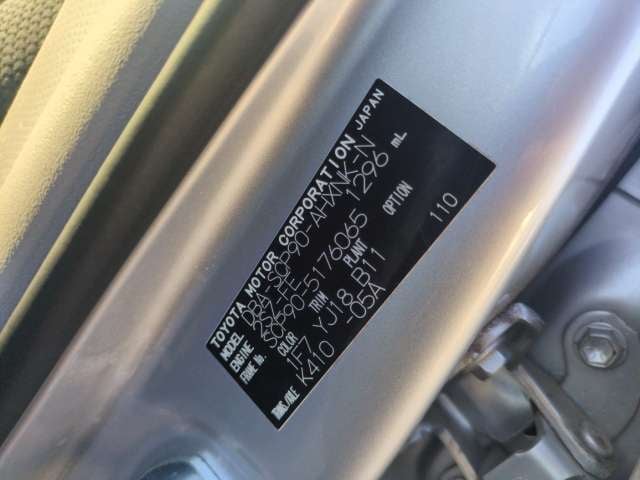 TOYOTA MOTOR CORPORATION JAPAN
MODEL DBA-SCP90-AHXNK-N
ENGINE 2SZ-FE 1296 mL
FRAME No. SCP90-5176065
COLOR TRIM PLANT OPTION
1F7 YJ18 B11 110
TRANS/AXLE K410 -05A